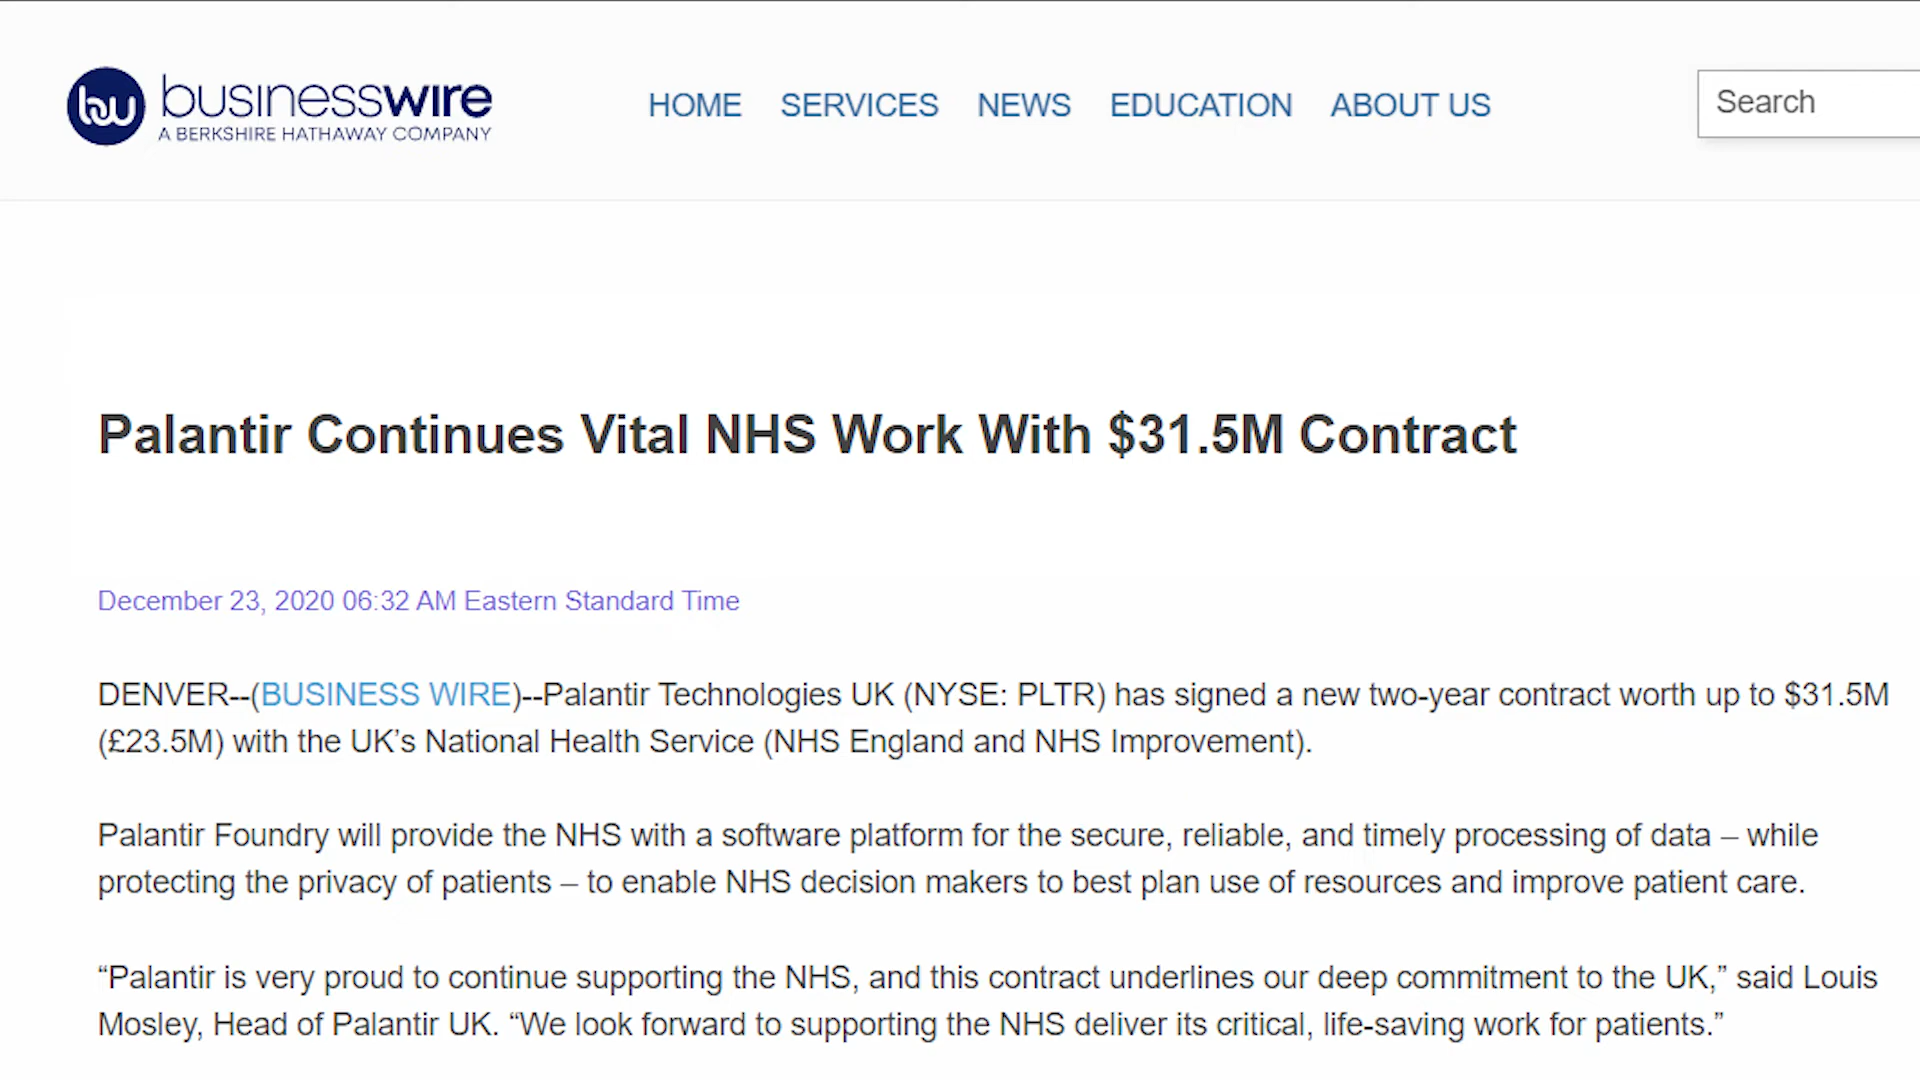 bw businesswire
A BERKSHIRE HATHAWAY COMPANY
HOME SERVICES NEWS EDUCATION ABOUT US
Search
Palantir Continues Vital NHS Work With $31.5M Contract
December 23, 2020 06:32 AM Eastern Standard Time
DENVER--(BUSINESS WIRE)--Palantir Technologies UK (NYSE: PLTR) has signed a new two-year contract worth up to $31.5M
(£23.5M) with the UK’s National Health Service (NHS England and NHS Improvement).
Palantir Foundry will provide the NHS with a software platform for the secure, reliable, and timely processing of data – while
protecting the privacy of patients – to enable NHS decision makers to best plan use of resources and improve patient care.
“Palantir is very proud to continue supporting the NHS, and this contract underlines our deep commitment to the UK,” said Louis
Mosley, Head of Palantir UK. “We look forward to supporting the NHS deliver its critical, life-saving work for patients.”